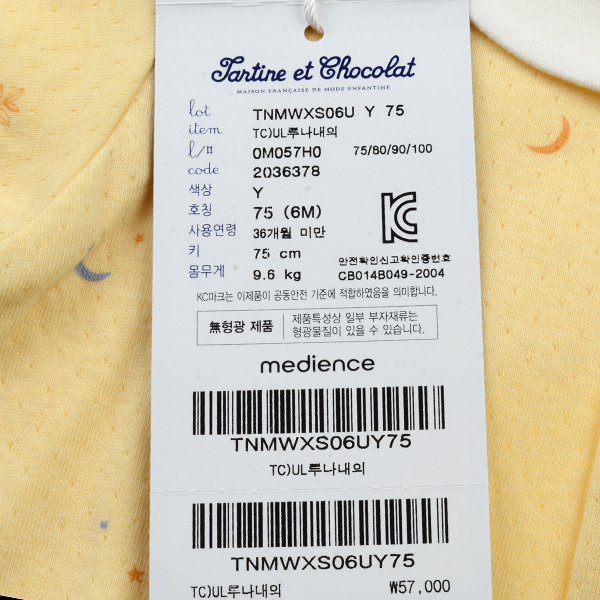 Tartine et Chocolat
MAISON FRANÇAISE DE MODE ENFANTINE
lot TNMWXS06U Y 75
item TC)UL루나내의
l/# 0M057H0 75/80/90/100
code 2036378
색상 Y
호칭 75 (6M)
사용연령 36개월 미만
키 75 cm
몸무게 9.6 kg
안전확인신고확인증번호
CB014B049-2004
KC마크는 이제품이 공동안전 기준에 적합하였음을 의미합니다.
無형광 제품
제품특성상 일부 부자재류는
형광물질이 있을 수 있습니다.
medience
TNMWXS06UY75
TC)UL루나내의
TNMWXS06UY75
TC)UL루나내의 ₩57,000